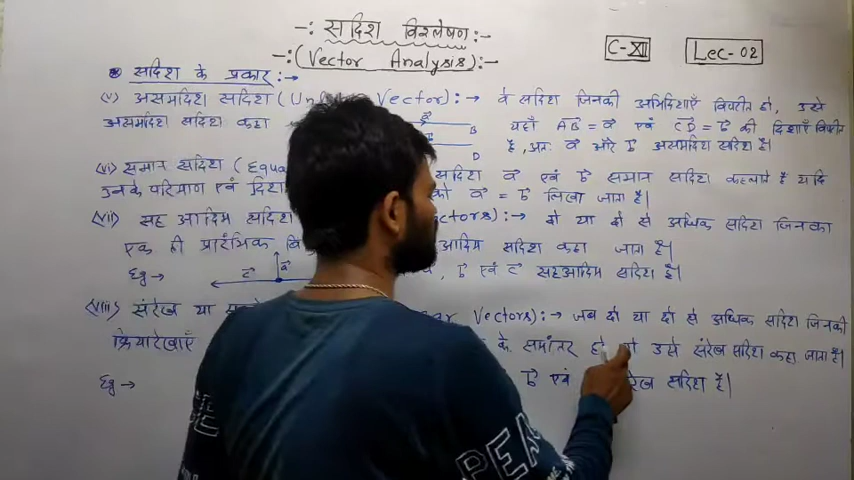 -: सदिश विश्लेषण :-
-: (Vector Analysis) :-
C-XII
Lec-02
* सदिश के प्रकार :→
(v) असमदिश सदिश ( Vector) :→ वे सदिश जिनकी अभिदिशाएँ विपरीत हो, उसे
असमदिश सदिश कहा B यहाँ AB = a एवं CD = b की दिशाएँ विपरीत
D है, अतः a और b असमदिश सदिश है।
(vi) समान सदिश ( सदिश a एवं b समान सदिश कहलाते है यदि
उनके परिमाण एवं दिशा को a = b लिखा जाता है।
(vii) सह आदिम सदिश ctors) :→ दो या दो से अधिक सदिश जिनका
एक ही प्रारंभिक आदिम सदिश कहा जाता है।
Eg → c a , b एवं c सहआदिम सदिश है।
(viii) संरेख या ar Vectors) :→ जब दो या दो से अधिक सदिश जिनकी
क्रियारेखाएँ के समांतर हो तो उसे संरेख सदिश कहा जाता है।
Eg → b एवं सदिश है।